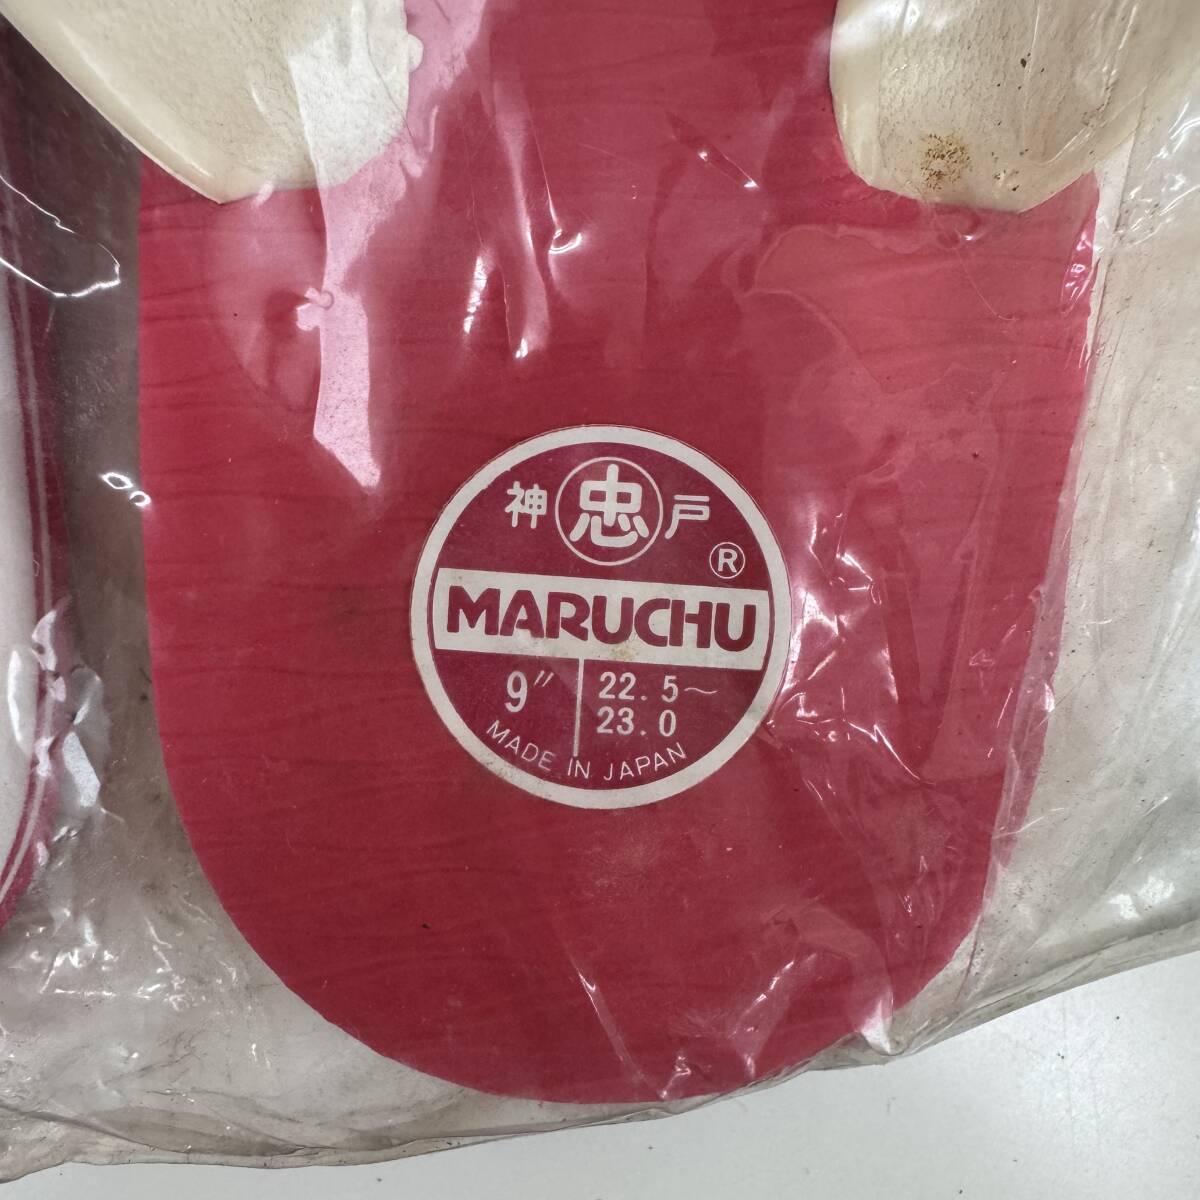 神 忠 戸
®
MARUCHU
9″ 22.5～
23.0
MADE IN JAPAN